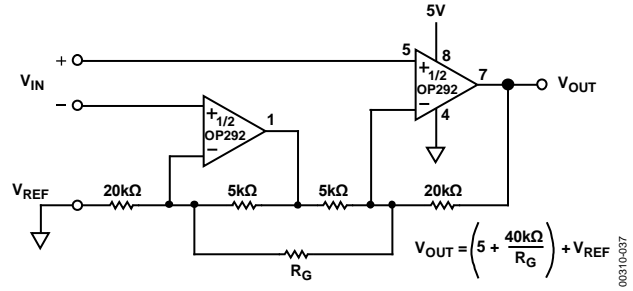 5V
5
8
+
1/2
OP292
7
−
4
V_OUT
+
V_IN
−
+
1/2
OP292
1
−
V_REF
20kΩ
5kΩ
5kΩ
20kΩ
R_G
V_OUT = (5 + 40kΩ / R_G) + V_REF
00310-037